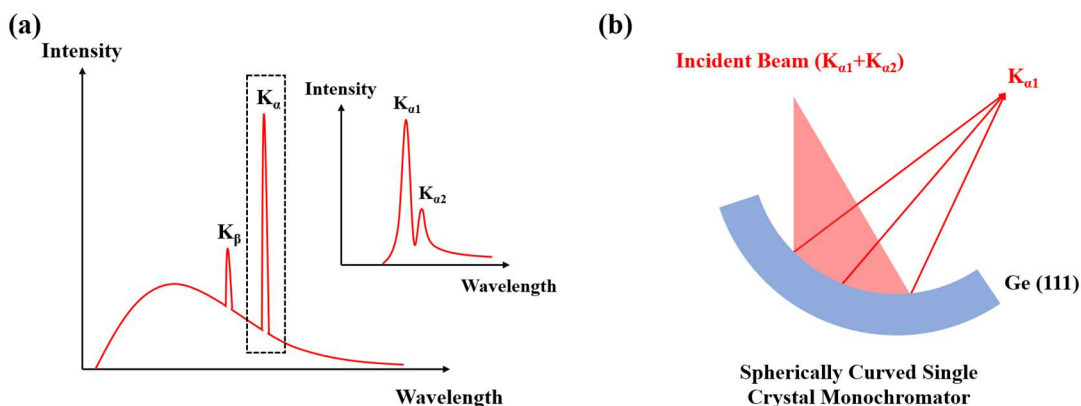 (a)
Intensity
Kα
Kβ
Wavelength
Intensity
Kα1
Kα2
Wavelength
(b)
Incident Beam (Kα1+Kα2)
Kα1
Ge (111)
Spherically Curved Single
Crystal Monochromator